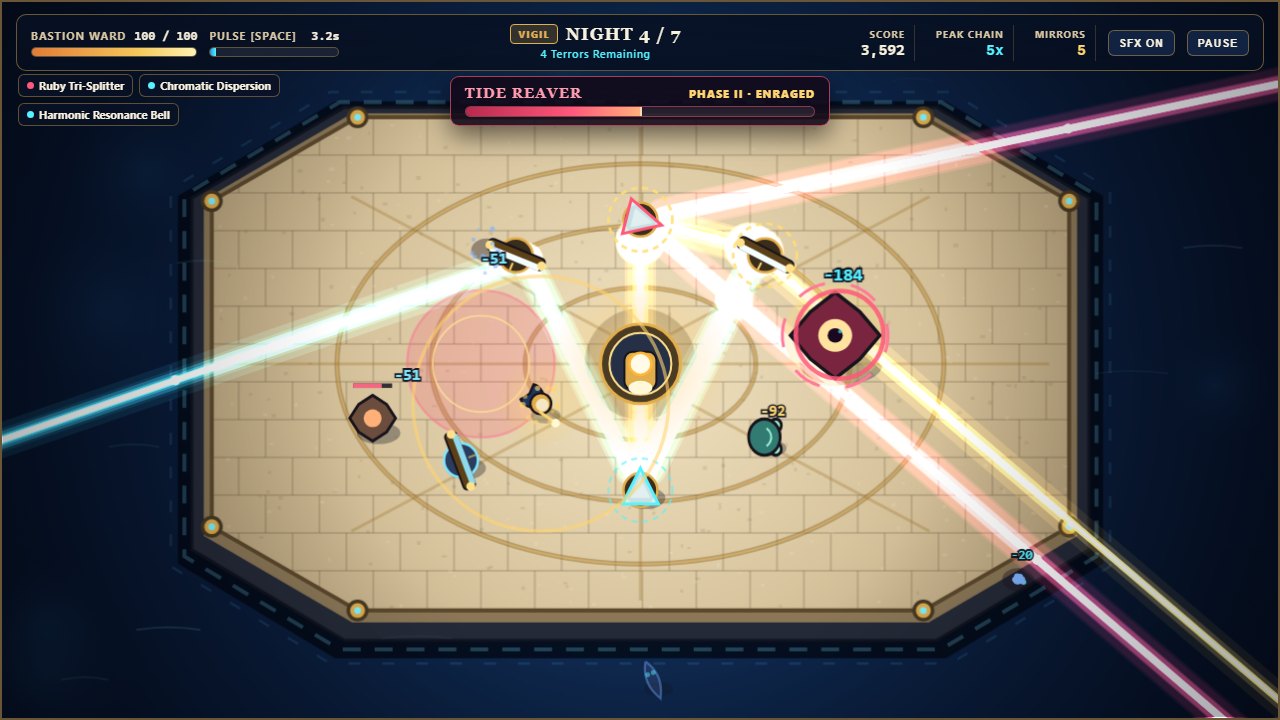 BASTION WARD 100 / 100
PULSE [SPACE] 3.2s
VIGIL NIGHT 4 / 7
4 Terrors Remaining
SCORE
3,592
PEAK CHAIN
5x
MIRRORS
5
SFX ON
PAUSE
Ruby Tri-Splitter
Chromatic Dispersion
Harmonic Resonance Bell
TIDE REAVER
PHASE II · ENRAGED
-51
-184
-51
-92
-20